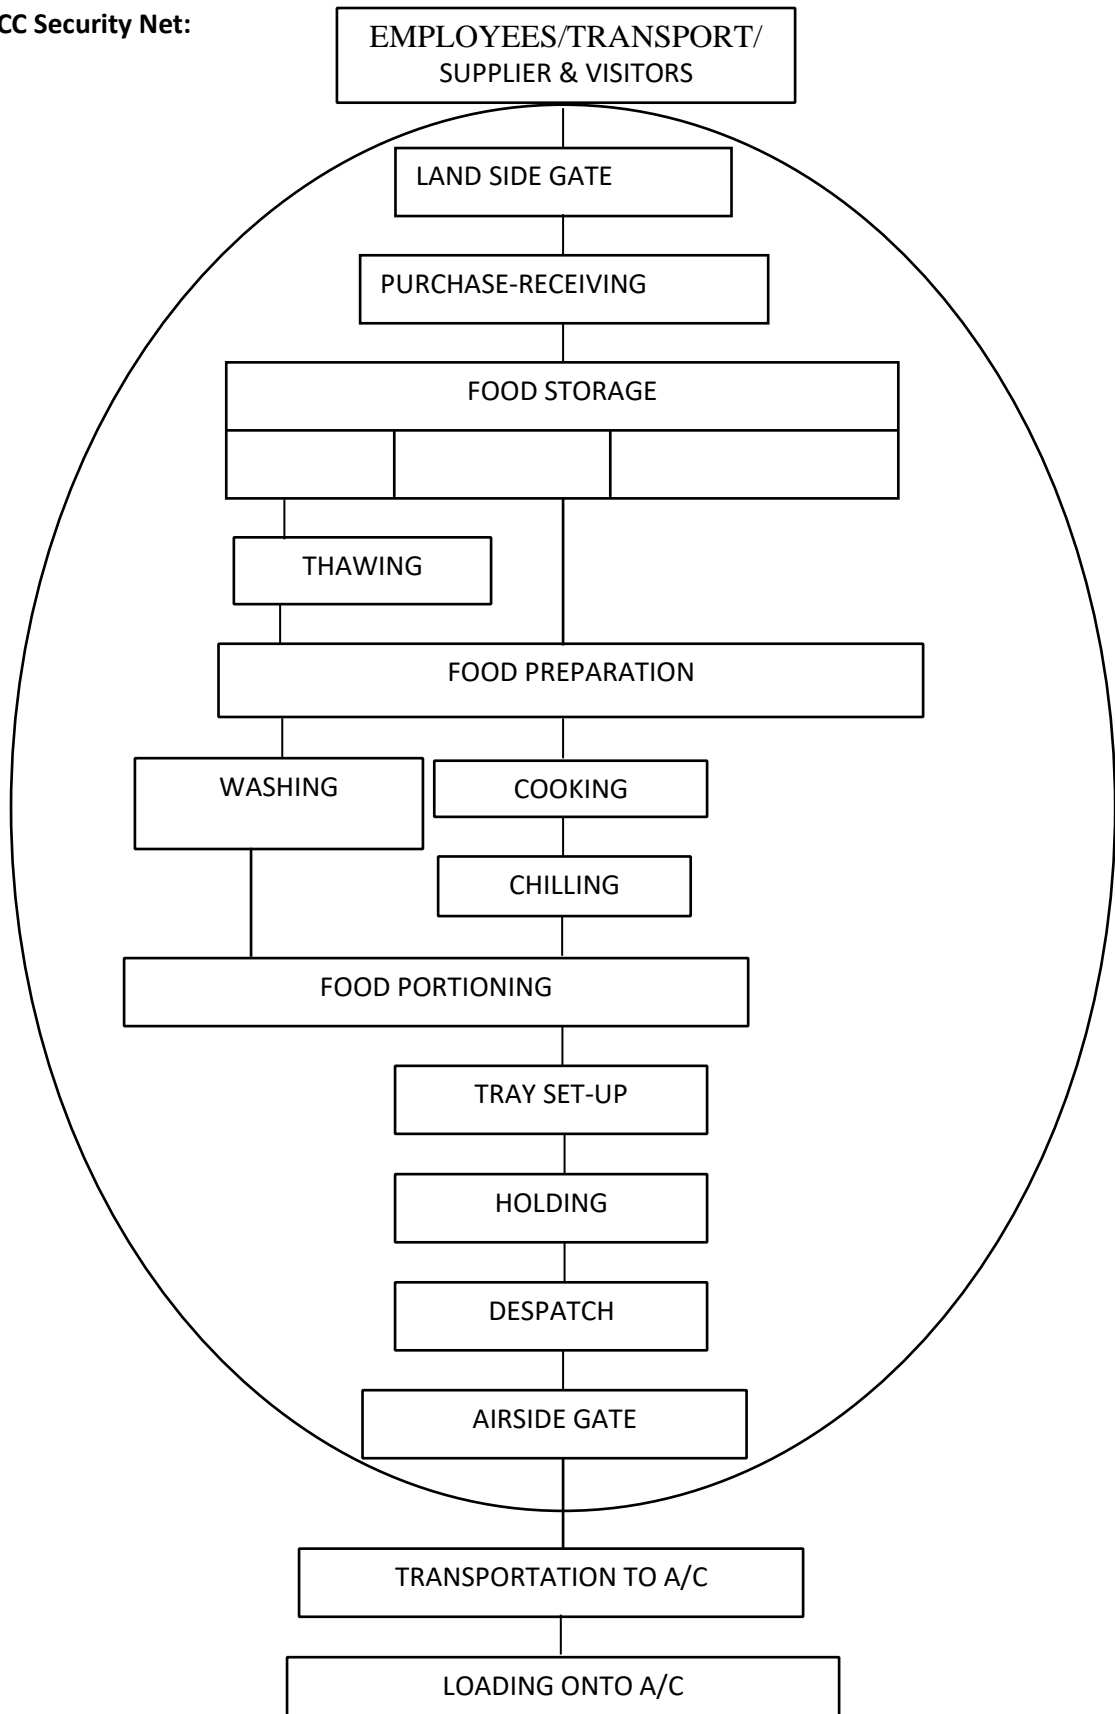 CC Security Net:
EMPLOYEES/TRANSPORT/
SUPPLIER & VISITORS
LAND SIDE GATE
PURCHASE-RECEIVING
FOOD STORAGE
THAWING
FOOD PREPARATION
WASHING
COOKING
CHILLING
FOOD PORTIONING
TRAY SET-UP
HOLDING
DESPATCH
AIRSIDE GATE
TRANSPORTATION TO A/C
LOADING ONTO A/C